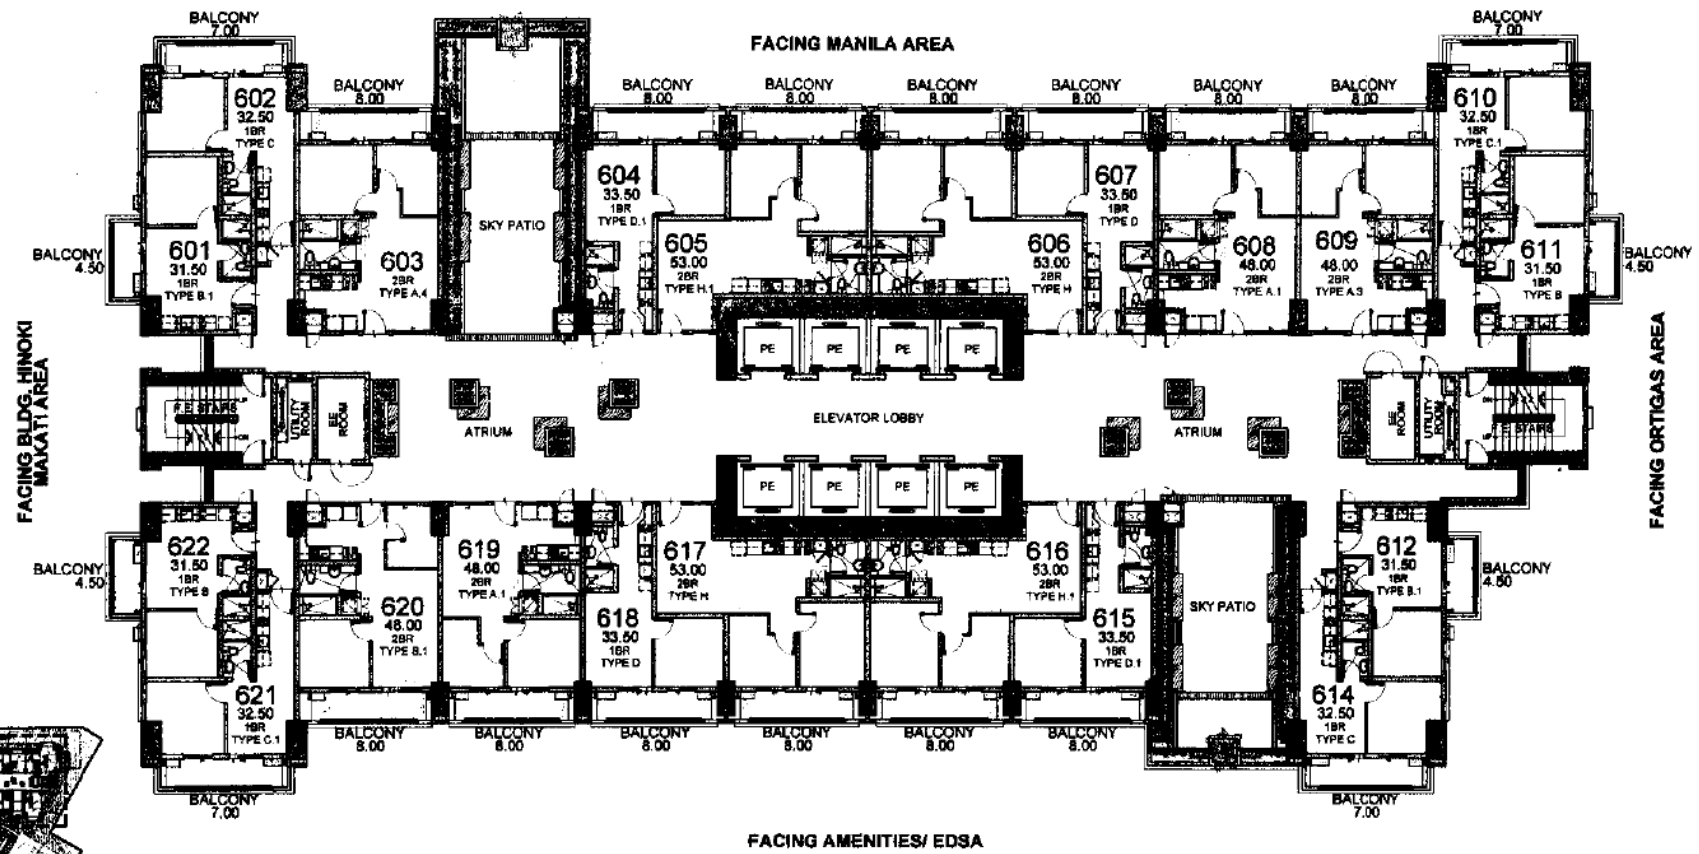 BALCONY
7.00
BALCONY
7.00
FACING MANILA AREA
BALCONY
8.00
BALCONY
8.00
BALCONY
8.00
BALCONY
8.00
BALCONY
8.00
BALCONY
8.00
BALCONY
8.00
602
32.50
1BR
TYPE C
610
32.50
1BR
TYPE C.1
604
33.50
1BR
TYPE D.1
607
33.50
1BR
TYPE D
SKY PATIO
601
31.50
1BR
TYPE B.1
603
2BR
TYPE A.4
605
53.00
2BR
TYPE H.1
606
53.00
2BR
TYPE H
608
48.00
2BR
TYPE A.1
609
48.00
2BR
TYPE A.3
611
31.50
1BR
TYPE B
BALCONY
4.50
BALCONY
4.50
PE
PE
PE
PE
FACING BLDG. HINOKI
MAKATI AREA
FACING ORTIGAS AREA
F.E STAIRS
UP
DN
UTILITY
ROOM
EE
ROOM
ATRIUM
ELEVATOR LOBBY
ATRIUM
EE
ROOM
UTILITY
ROOM
DN
UP
F.E STAIRS
PE
PE
PE
PE
BALCONY
4.50
622
31.50
1BR
TYPE B
619
48.00
2BR
TYPE A.1
617
53.00
2BR
TYPE H
616
53.00
2BR
TYPE H.1
612
31.50
1BR
TYPE B.1
BALCONY
4.50
620
48.00
2BR
TYPE B.1
618
33.50
1BR
TYPE D
615
33.50
1BR
TYPE D.1
SKY PATIO
621
32.50
1BR
TYPE C.1
614
32.50
1BR
TYPE C
BALCONY
8.00
BALCONY
8.00
BALCONY
8.00
BALCONY
8.00
BALCONY
8.00
BALCONY
8.00
BALCONY
7.00
BALCONY
7.00
FACING AMENITIES/ EDSA